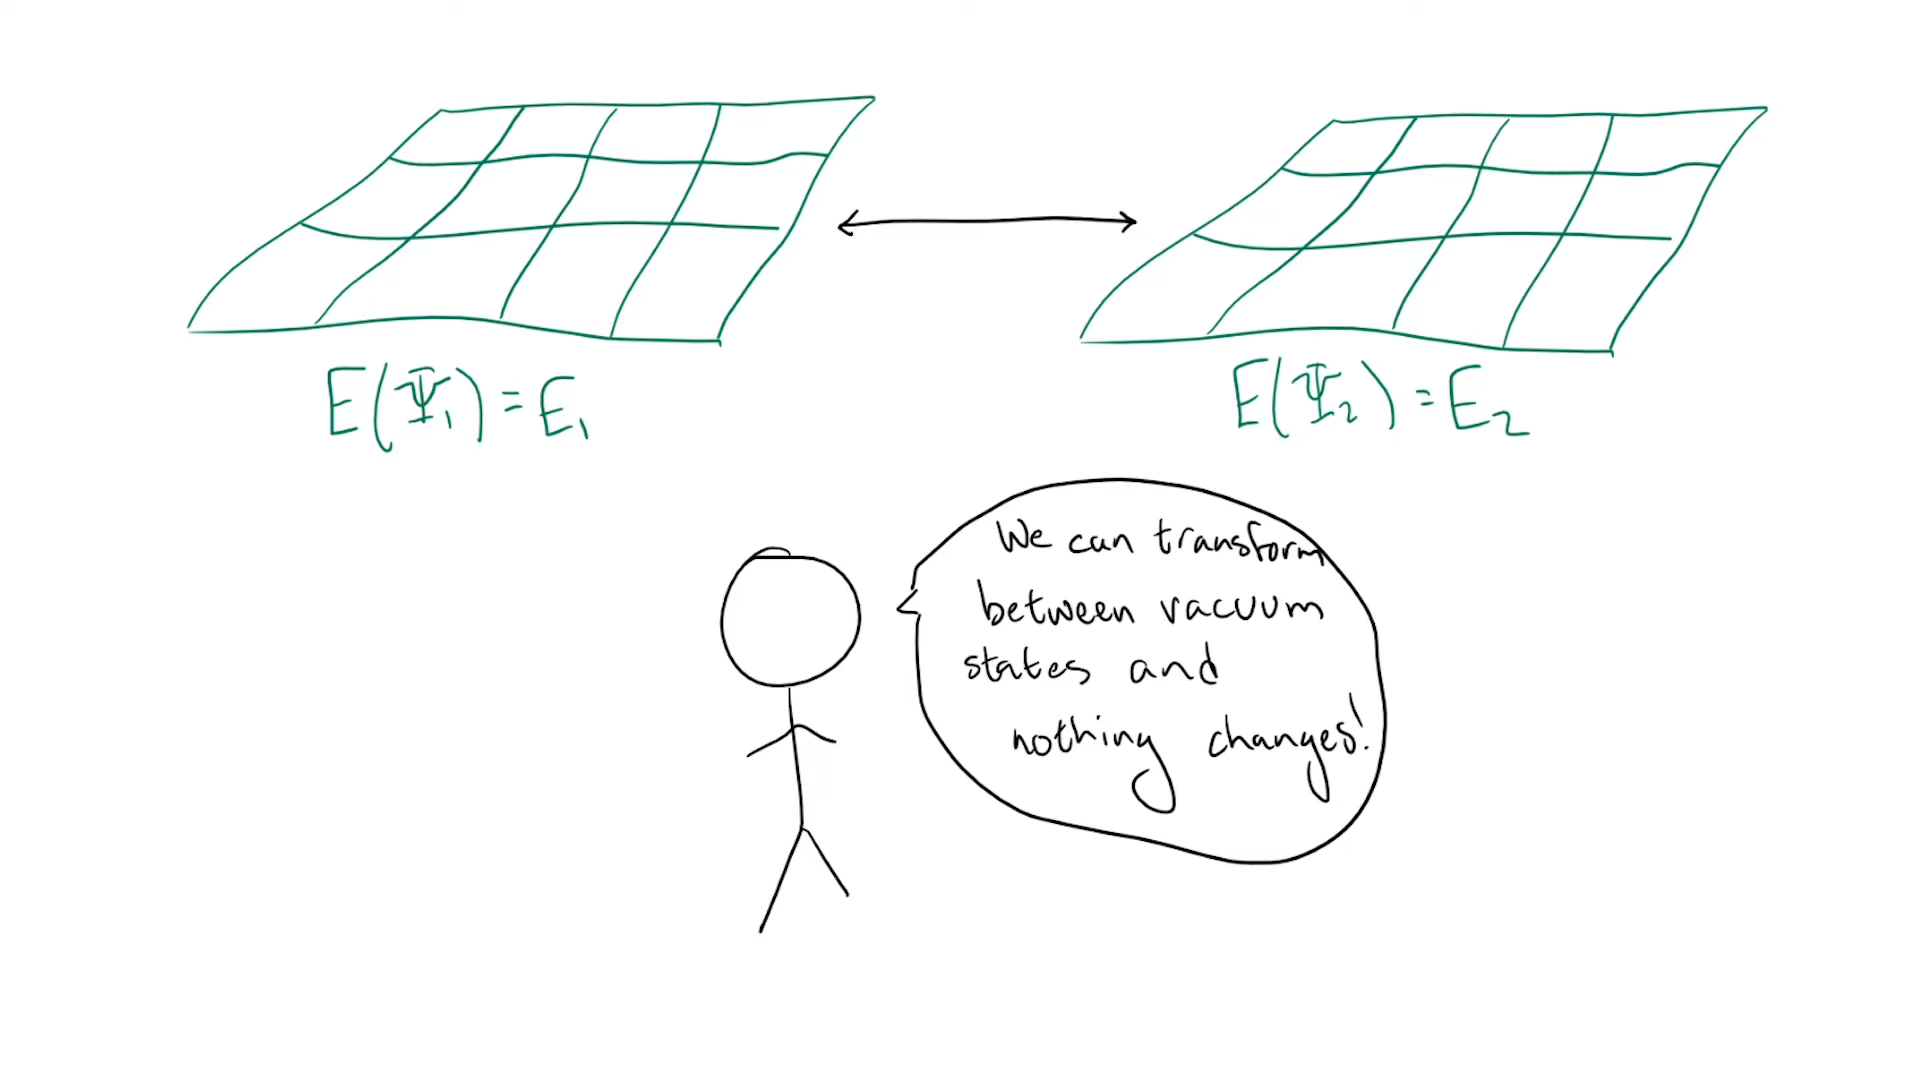 E(Ψ₁) = E₁
E(Ψ₂) = E₂
We can transform
between vacuum
states and
nothing changes!